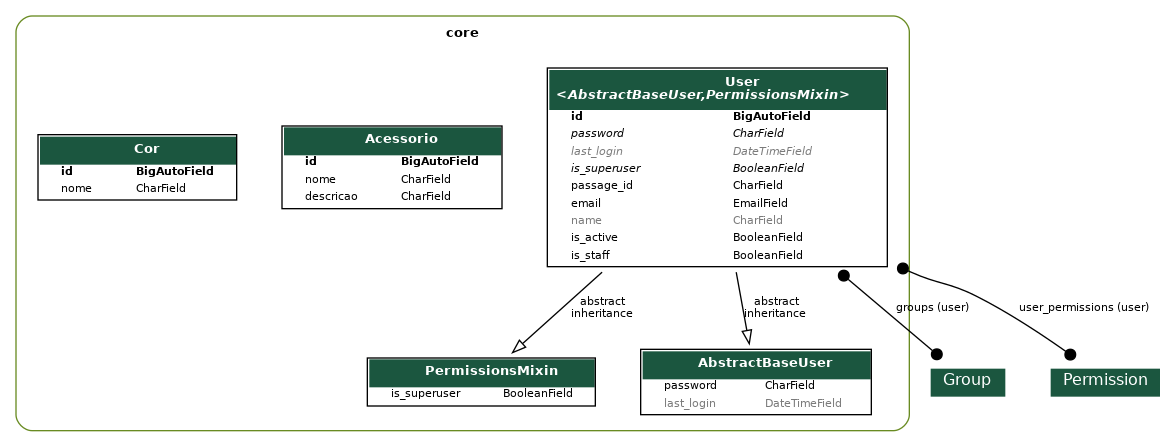 core
User
<AbstractBaseUser,PermissionsMixin>
id BigAutoField
password CharField
last_login DateTimeField
is_superuser BooleanField
passage_id CharField
email EmailField
name CharField
is_active BooleanField
is_staff BooleanField
Acessorio
id BigAutoField
nome CharField
descricao CharField
Cor
id BigAutoField
nome CharField
abstract
inheritance
abstract
inheritance
groups (user)
user_permissions (user)
PermissionsMixin
is_superuser BooleanField
AbstractBaseUser
password CharField
last_login DateTimeField
Group
Permission